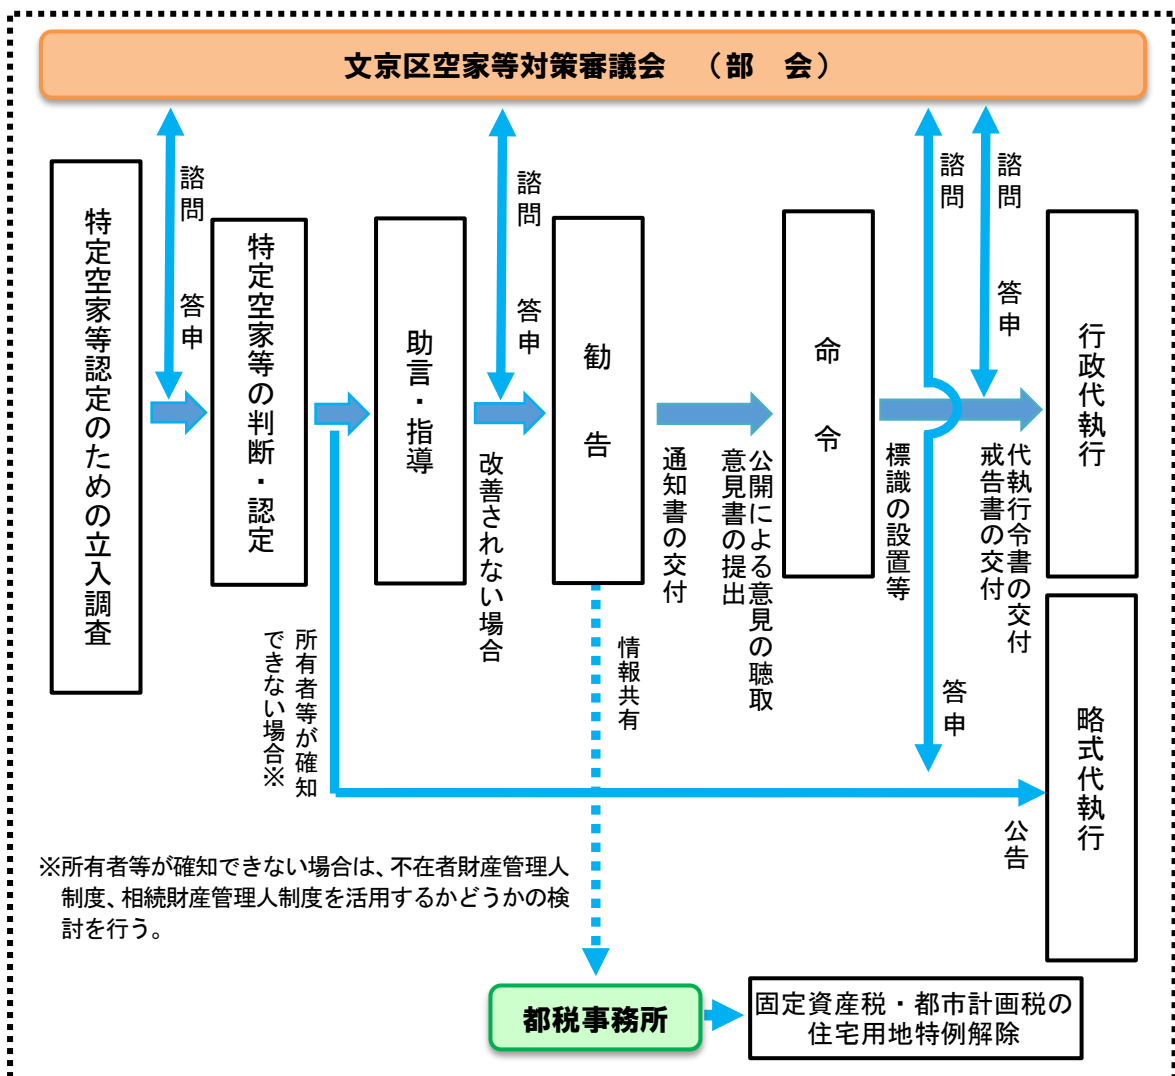 文京区空家等対策審議会　（部　会）
特定空家等認定のための立入調査
諮問
答申
特定空家等の判断・認定
助言・指導
諮問
答申
改善されない場合
勧告
通知書の交付
公開による意見の聴取
意見書の提出
命令
標識の設置等
諮問
答申
諮問
答申
代執行令書の交付
戒告書の交付
行政代執行
所有者等が確知
できない場合※
情報共有
公告
略式代執行
※所有者等が確知できない場合は、不在者財産管理人
制度、相続財産管理人制度を活用するかどうかの検
討を行う。
都税事務所
固定資産税・都市計画税の
住宅用地特例解除